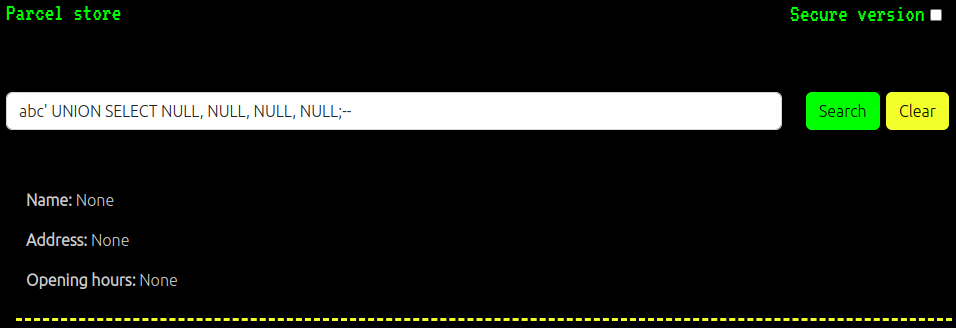 Parcel store
Secure version
abc' UNION SELECT NULL, NULL, NULL, NULL;--
Search
Clear
Name: None
Address: None
Opening hours: None